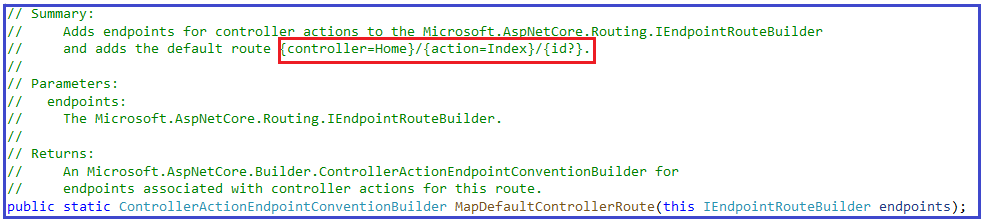 // Summary:
//     Adds endpoints for controller actions to the Microsoft.AspNetCore.Routing.IEndpointRouteBuilder
//     and adds the default route {controller=Home}/{action=Index}/{id?}.
//
// Parameters:
//   endpoints:
//     The Microsoft.AspNetCore.Routing.IEndpointRouteBuilder.
//
// Returns:
//     An Microsoft.AspNetCore.Builder.ControllerActionEndpointConventionBuilder for
//     endpoints associated with controller actions for this route.
public static ControllerActionEndpointConventionBuilder MapDefaultControllerRoute(this IEndpointRouteBuilder endpoints);